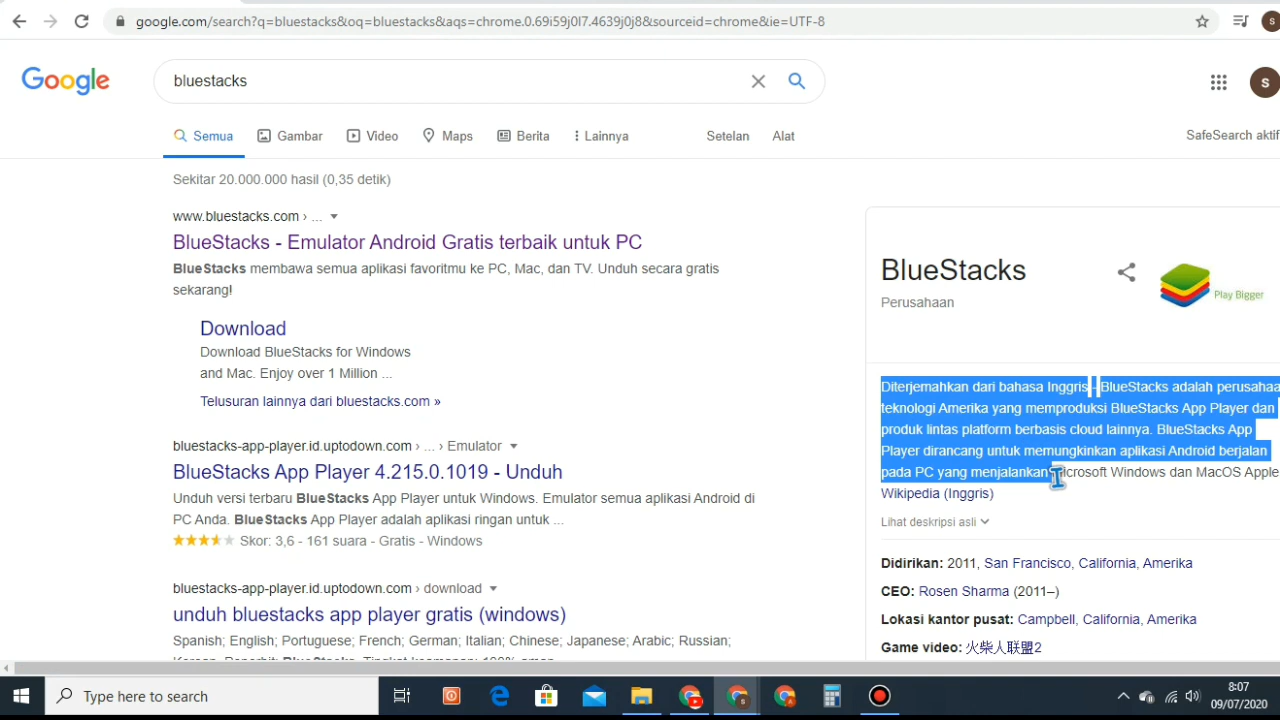 google.com/search?q=bluestacks&oq=bluestacks&aqs=chrome.0.69i59j0l7.4639j0j8&sourceid=chrome&ie=UTF-8
S
Google
bluestacks
S
Semua
Gambar
Video
Maps
Berita
Lainnya
Setelan
Alat
SafeSearch aktif
Sekitar 20.000.000 hasil (0,35 detik)
www.bluestacks.com › ...
BlueStacks - Emulator Android Gratis terbaik untuk PC
BlueStacks membawa semua aplikasi favoritmu ke PC, Mac, dan TV. Unduh secara gratis
sekarang!
Download
Download BlueStacks for Windows
and Mac. Enjoy over 1 Million ...
Telusuran lainnya dari bluestacks.com »
bluestacks-app-player.id.uptodown.com › ... › Emulator
BlueStacks App Player 4.215.0.1019 - Unduh
Unduh versi terbaru BlueStacks App Player untuk Windows. Emulator semua aplikasi Android di
PC Anda. BlueStacks App Player adalah aplikasi ringan untuk ...
Skor: 3,6 - 161 suara - Gratis - Windows
bluestacks-app-player.id.uptodown.com › download
unduh bluestacks app player gratis (windows)
Spanish; English; Portuguese; French; German; Italian; Chinese; Japanese; Arabic; Russian;
BlueStacks
Perusahaan
Play Bigger
Diterjemahkan dari bahasa Inggris - BlueStacks adalah perusahaa
teknologi Amerika yang memproduksi BlueStacks App Player dan
produk lintas platform berbasis cloud lainnya. BlueStacks App
Player dirancang untuk memungkinkan aplikasi Android berjalan
pada PC yang menjalankan Microsoft Windows dan MacOS Apple
Wikipedia (Inggris)
Lihat deskripsi asli
Didirikan: 2011, San Francisco, California, Amerika
CEO: Rosen Sharma (2011–)
Lokasi kantor pusat: Campbell, California, Amerika
Game video: 火柴人联盟2
Type here to search
8:07
09/07/2020